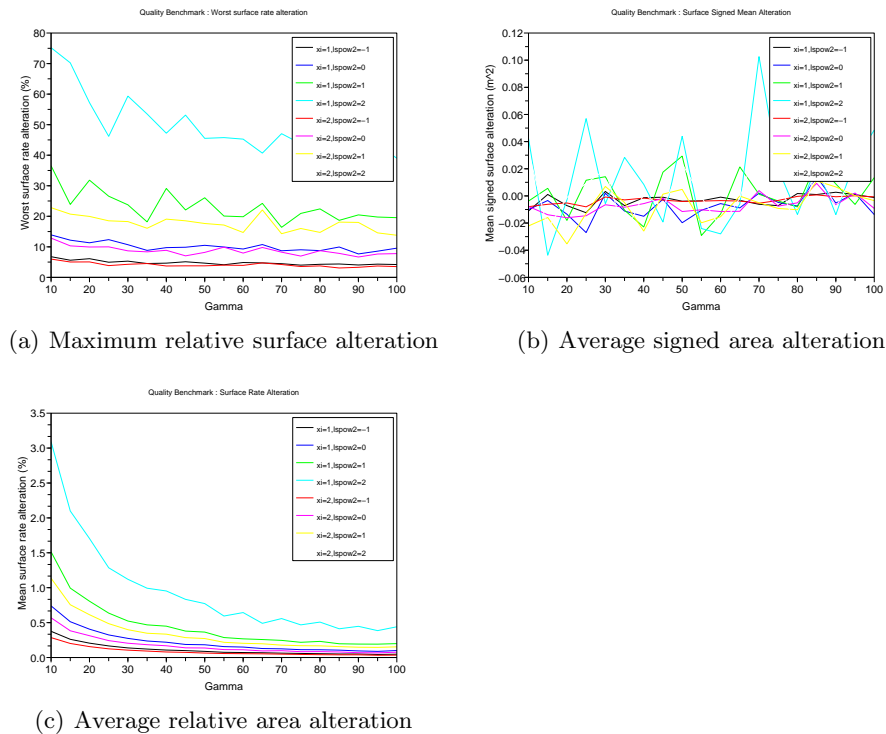 Quality Benchmark : Worst surface rate alteration
Worst surface rate alteration (%)
80
70
60
50
40
30
20
10
0
10 20 30 40 50 60 70 80 90 100
Gamma
xi=1,lspow2=−1
xi=1,lspow2=0
xi=1,lspow2=1
xi=1,lspow2=2
xi=2,lspow2=−1
xi=2,lspow2=0
xi=2,lspow2=1
xi=2,lspow2=2
(a) Maximum relative surface alteration
Quality Benchmark : Surface Signed Mean Alteration
Mean signed surface alteration (m^2)
0.12
0.10
0.08
0.06
0.04
0.02
0.00
−0.02
−0.04
−0.06
10 20 30 40 50 60 70 80 90 100
Gamma
xi=1,lspow2=−1
xi=1,lspow2=0
xi=1,lspow2=1
xi=1,lspow2=2
xi=2,lspow2=−1
xi=2,lspow2=0
xi=2,lspow2=1
xi=2,lspow2=2
(b) Average signed area alteration
Quality Benchmark : Surface Rate Alteration
Mean surface rate alteration (%)
3.5
3.0
2.5
2.0
1.5
1.0
0.5
0.0
10 20 30 40 50 60 70 80 90 100
Gamma
xi=1,lspow2=−1
xi=1,lspow2=0
xi=1,lspow2=1
xi=1,lspow2=2
xi=2,lspow2=−1
xi=2,lspow2=0
xi=2,lspow2=1
xi=2,lspow2=2
(c) Average relative area alteration